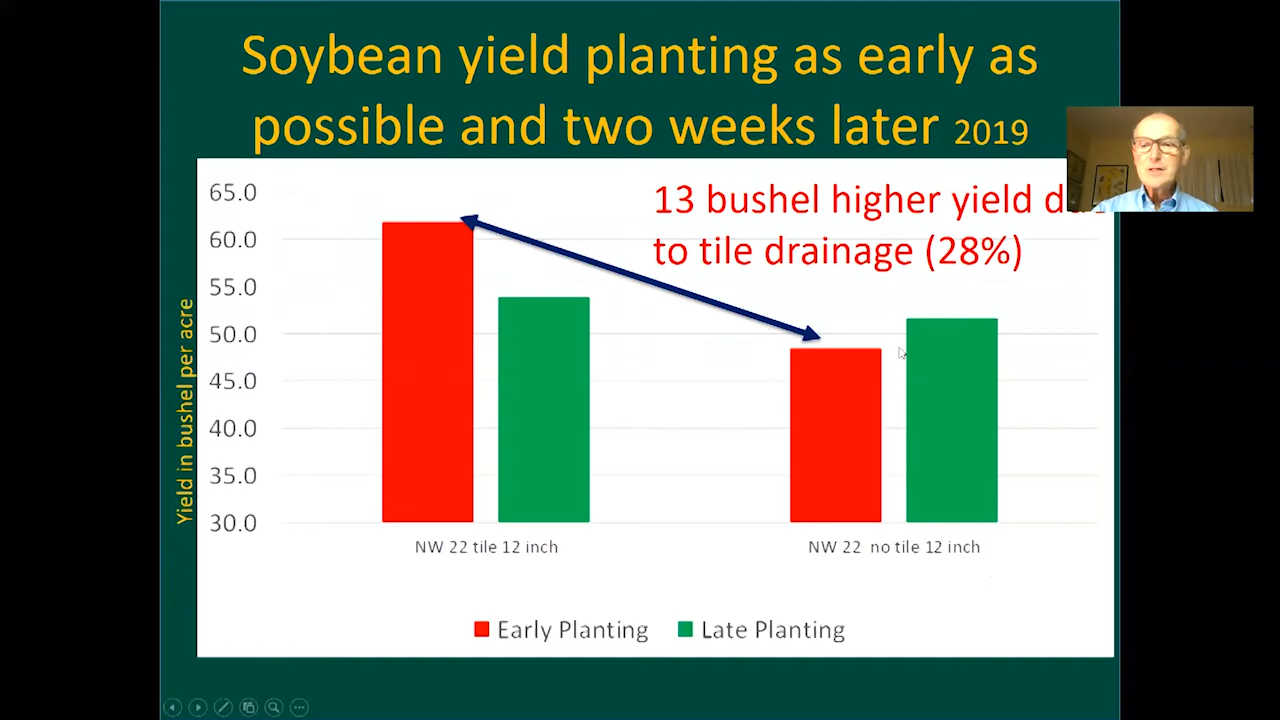 Soybean yield planting as early as
possible and two weeks later 2019
13 bushel higher yield
to tile drainage (28%)
65.0
60.0
55.0
50.0
45.0
40.0
35.0
30.0
Yield in bushel per acre
NW 22 tile 12 inch
NW 22 no tile 12 inch
Early Planting
Late Planting